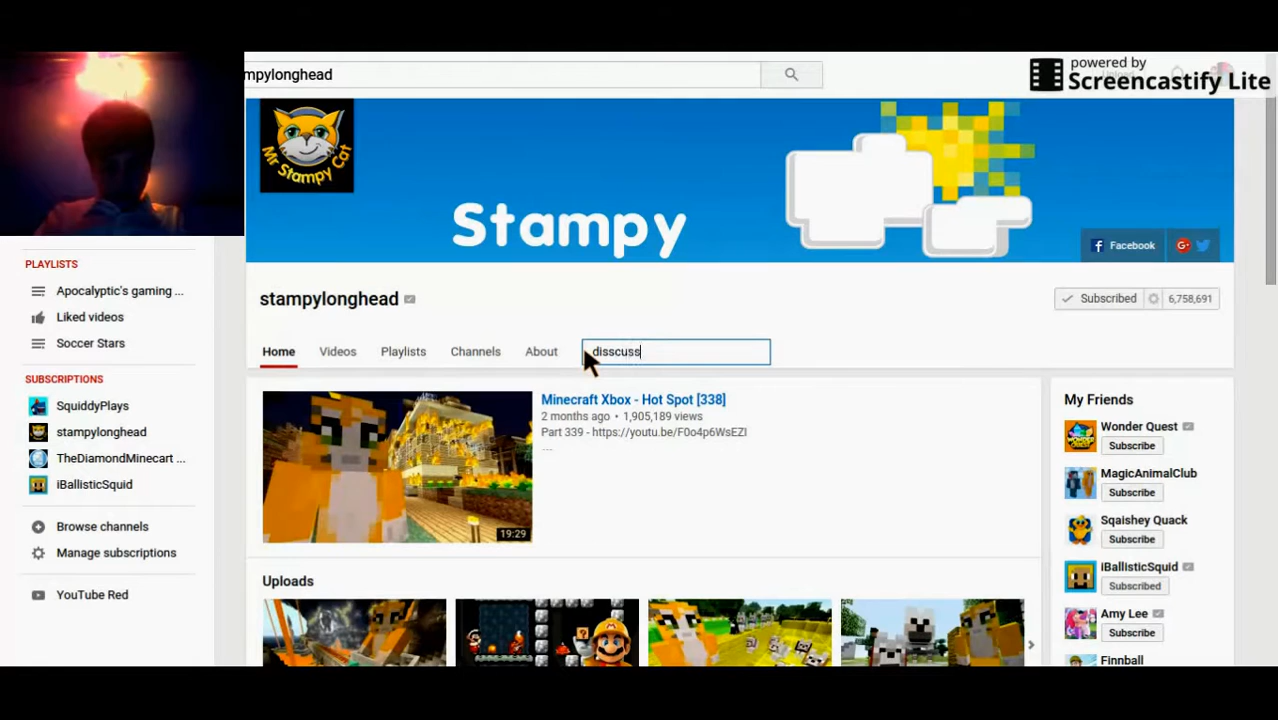 powered by
Screencastify Lite
mpylonghead
Mr Stampy Cat
Stampy
Facebook
PLAYLISTS
Apocalyptic's gaming ...
Liked videos
Soccer Stars
SUBSCRIPTIONS
SquiddyPlays
stampylonghead
TheDiamondMinecart ...
iBallisticSquid
Browse channels
Manage subscriptions
YouTube Red
stampylonghead
Subscribed 6,758,691
Home Videos Playlists Channels About disscuss
Minecraft Xbox - Hot Spot [338]
2 months ago • 1,905,189 views
Part 339 - https://youtu.be/F0o4p6WsEZI
...
19:29
Uploads
My Friends
Wonder Quest
Subscribe
MagicAnimalClub
Subscribe
Sqaishey Quack
Subscribe
iBallisticSquid
Subscribed
Amy Lee
Subscribe
Finnball